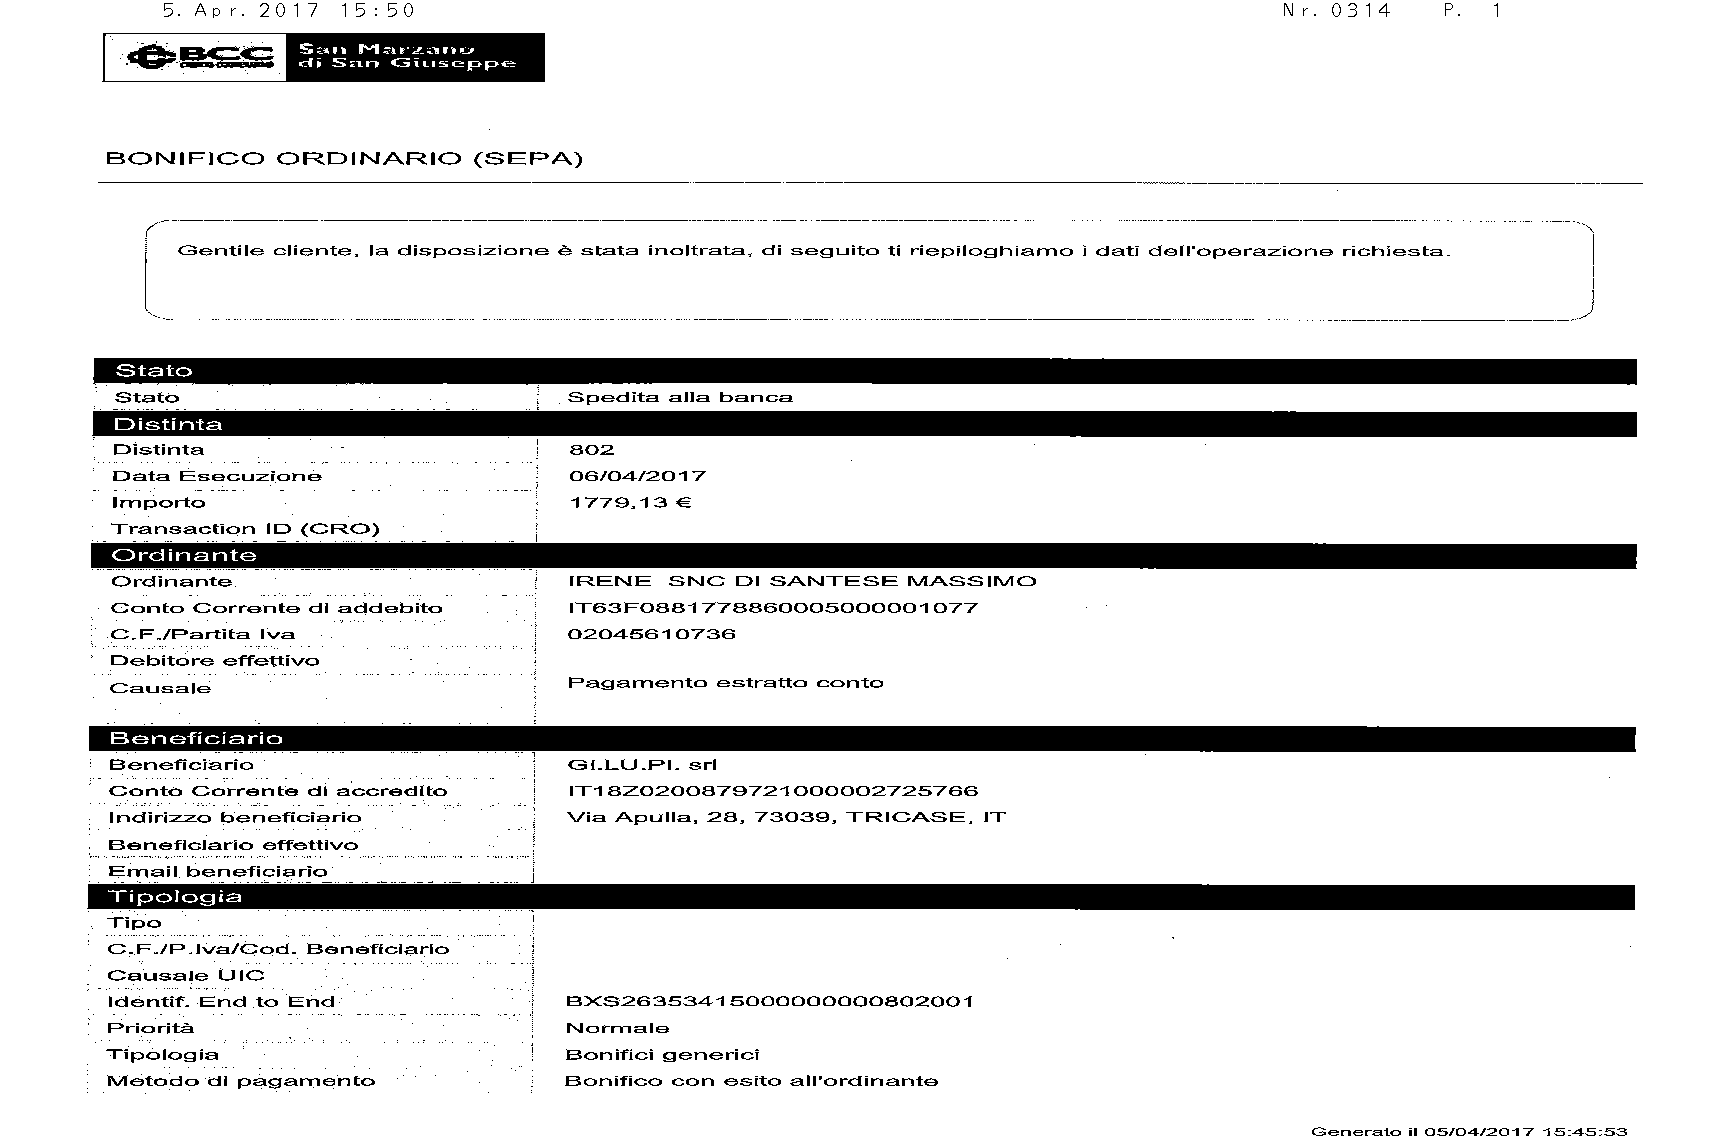 5. Apr. 2017 15:50 Nr. 0314 P. 1
BCC
San Marzano
di San Giuseppe
BONIFICO ORDINARIO (SEPA)
Gentile cliente, la disposizione è stata inoltrata, di seguito ti riepiloghiamo i dati dell'operazione richiesta.
Stato
Stato Spedita alla banca
Distinta
Distinta 802
Data Esecuzione 06/04/2017
Importo 1779,13 €
Transaction ID (CRO)
Ordinante
Ordinante IRENE SNC DI SANTESE MASSIMO
Conto Corrente di addebito IT63F0881778860005000001077
C.F./Partita Iva 02045610736
Debitore effettivo
Causale Pagamento estratto conto
Beneficiario
Beneficiario GI.LU.PI. srl
Conto Corrente di accredito IT18Z0200879721000002725766
Indirizzo beneficiario Via Apulia, 28, 73039, TRICASE, IT
Beneficiario effettivo
Email beneficiario
Tipologia
Tipo
C.F./P.Iva/Cod. Beneficiario
Causale UIC
Identif. End to End BXS26353415000000000802001
Priorità Normale
Tipologia Bonifici generici
Metodo di pagamento Bonifico con esito all'ordinante
Generato il 05/04/2017 15:45:53